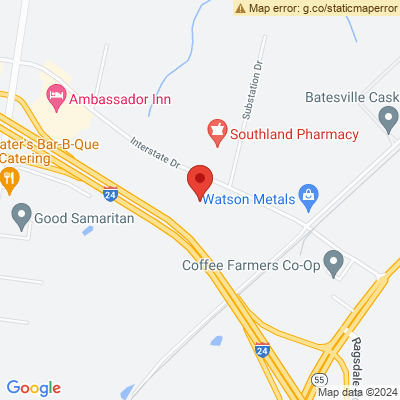 Map error: g.co/staticmaperror
Ambassador Inn
Substation Dr
Batesville Cask
Southland Pharmacy
ater's Bar-B-Que
Catering
Interstate Dr
24
Watson Metals
Good Samaritan
Coffee Farmers Co-Op
24
55
Ragsdale
Google
Map data ©2024